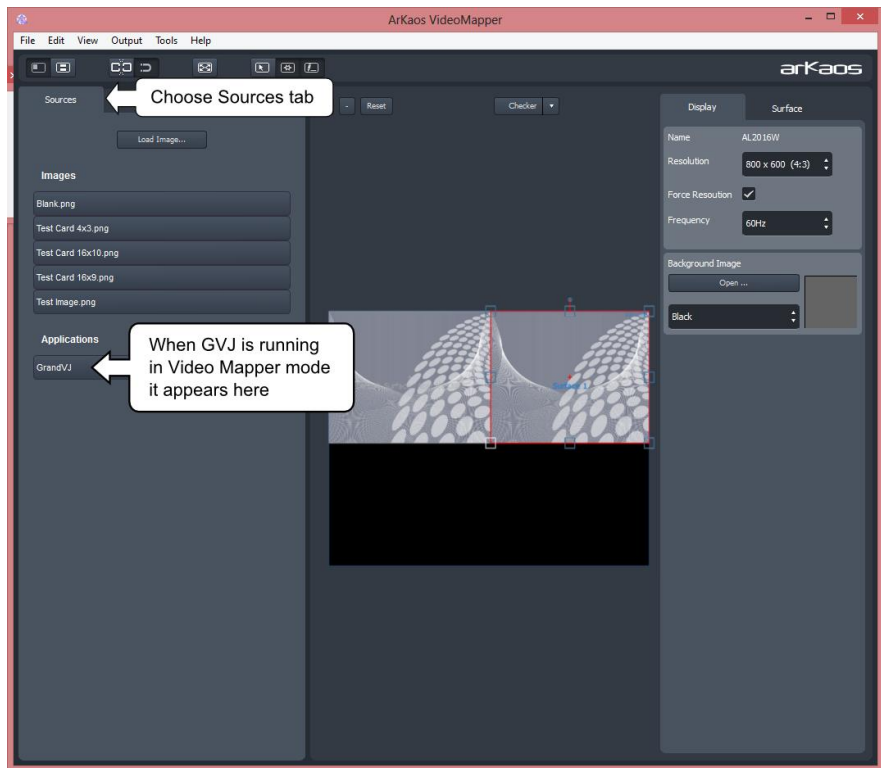 ArKaos VideoMapper
File Edit View Output Tools Help
arKaos
Sources
Choose Sources tab
- Reset
Checker
Display
Surface
Load Image...
Name AL2016W
Resolution 800 x 600 (4:3)
Force Resoution
Frequency 60Hz
Images
Blank.png
Test Card 4x3.png
Test Card 16x10.png
Test Card 16x9.png
Test Image.png
Background Image
Open ...
Black
Applications
GrandVJ
When GVJ is running
in Video Mapper mode
it appears here
Surface 1